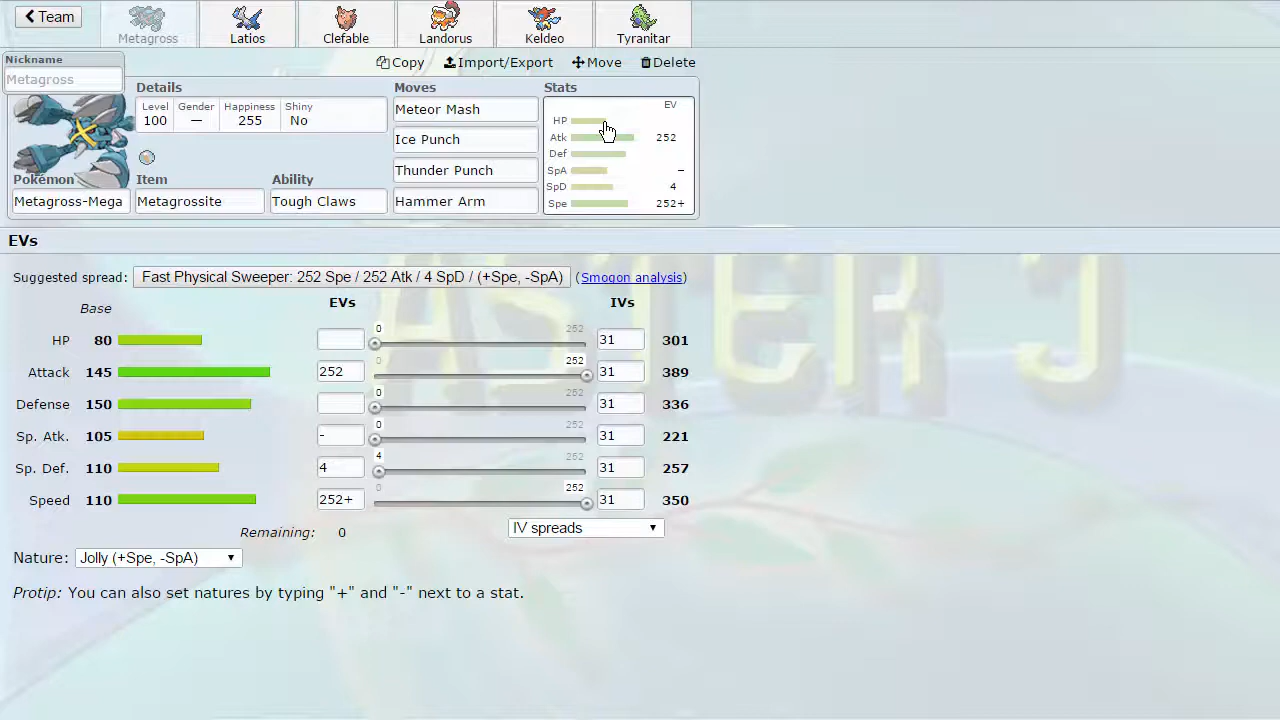 Team
Metagross
Latios
Clefable
Landorus
Keldeo
Tyranitar
Copy
Import/Export
Move
Delete
Nickname
Metagross
Details
Level
100
Gender
—
Happiness
255
Shiny
No
Pokémon
Metagross-Mega
Item
Metagrossite
Ability
Tough Claws
Moves
Meteor Mash
Ice Punch
Thunder Punch
Hammer Arm
Stats
EV
HP
Atk 252
Def
SpA –
SpD 4
Spe 252+
EVs
Suggested spread: Fast Physical Sweeper: 252 Spe / 252 Atk / 4 SpD / (+Spe, -SpA) (Smogon analysis)
Base EVs IVs
HP 80 0 252 31 301
Attack 145 252 0 252 31 389
Defense 150 0 252 31 336
Sp. Atk. 105 - 0 252 31 221
Sp. Def. 110 4 4 252 31 257
Speed 110 252+ 0 252 31 350
Remaining: 0
IV spreads
Nature: Jolly (+Spe, -SpA)
Protip: You can also set natures by typing "+" and "-" next to a stat.